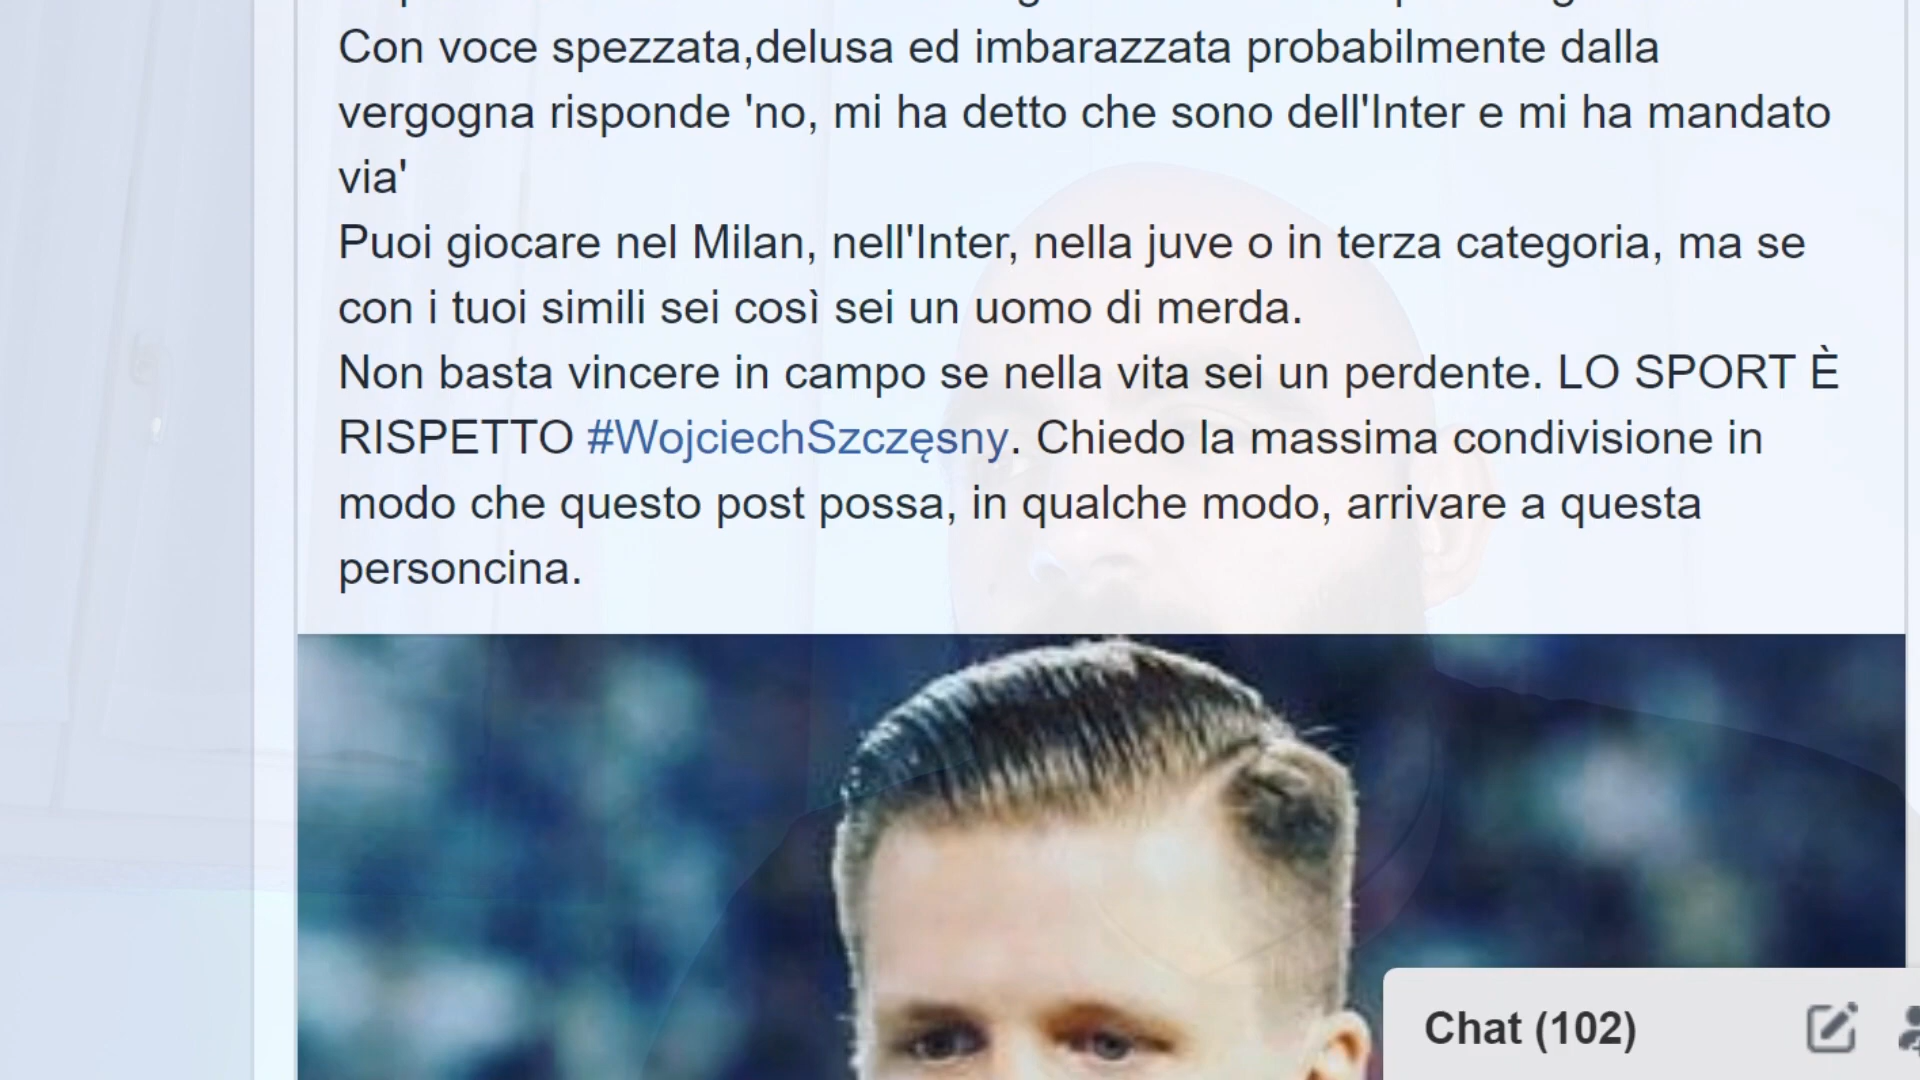 Con voce spezzata,delusa ed imbarazzata probabilmente dalla
vergogna risponde 'no, mi ha detto che sono dell'Inter e mi ha mandato
via'
Puoi giocare nel Milan, nell'Inter, nella juve o in terza categoria, ma se
con i tuoi simili sei così sei un uomo di merda.
Non basta vincere in campo se nella vita sei un perdente. LO SPORT È
RISPETTO #WojciechSzczęsny. Chiedo la massima condivisione in
modo che questo post possa, in qualche modo, arrivare a questa
personcina.
Chat (102)